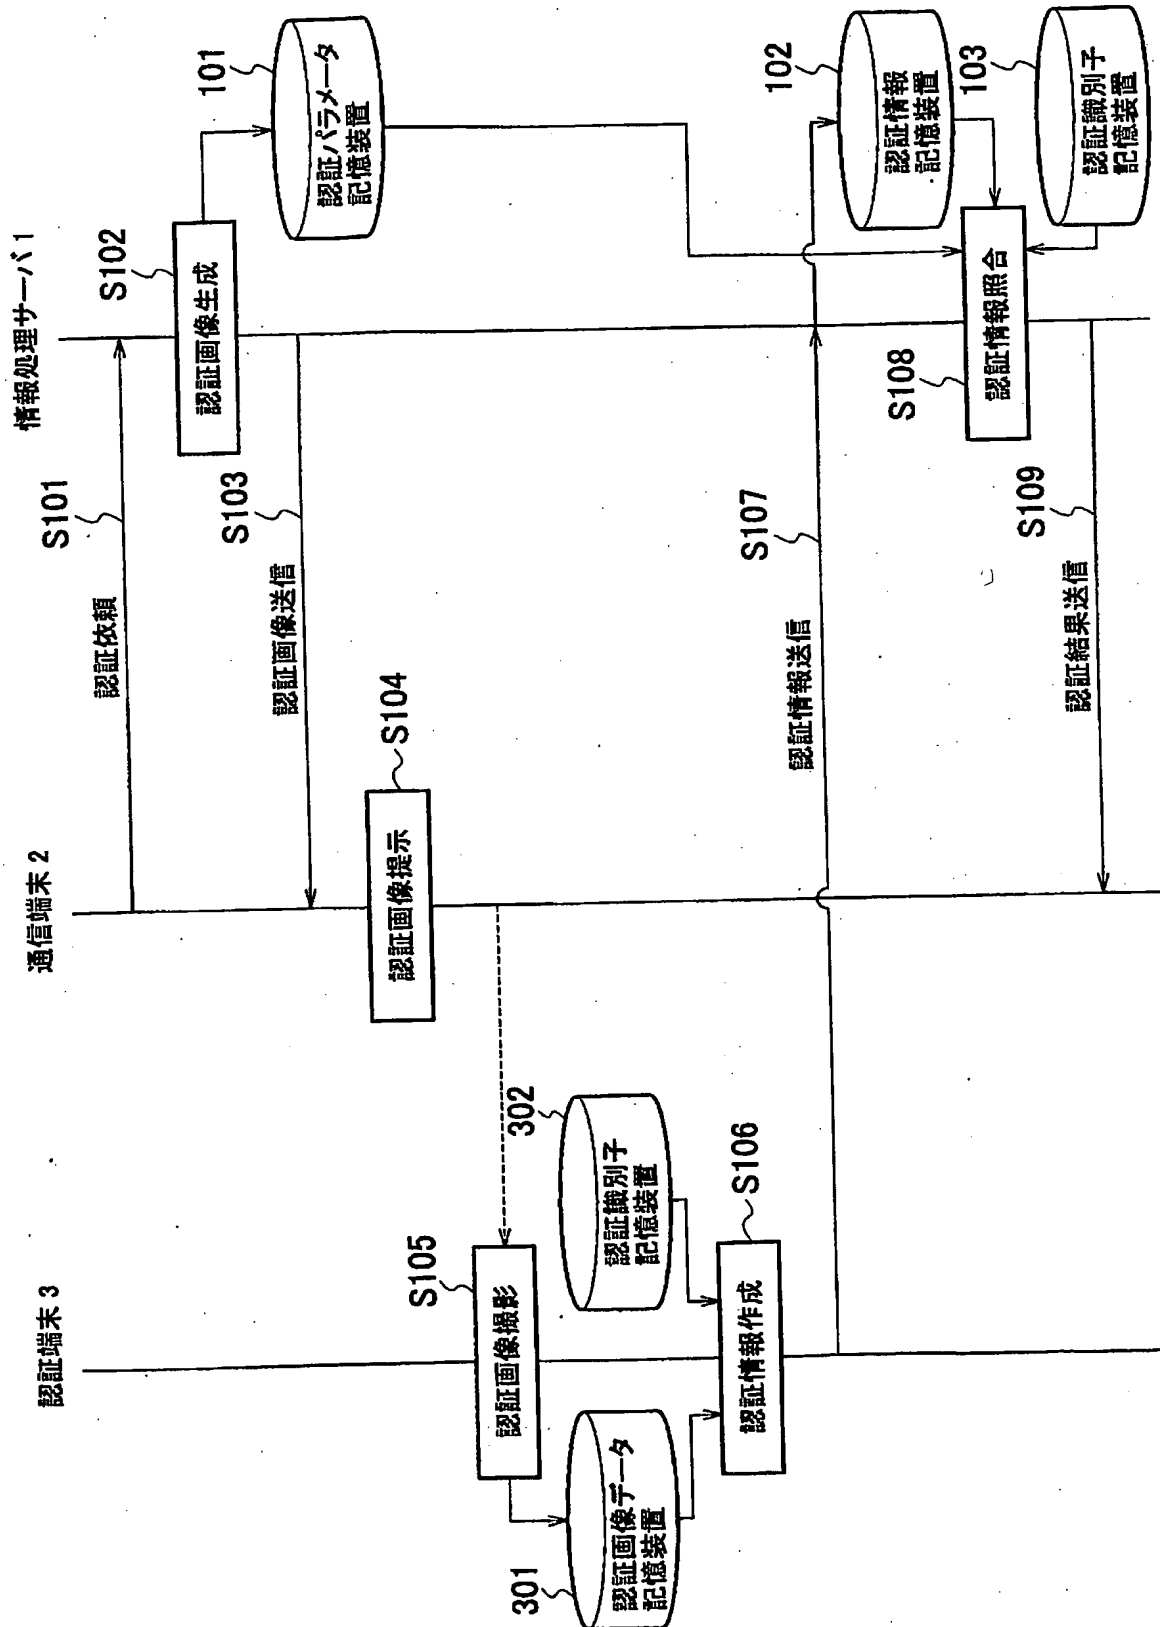 認証端末 3
通信端末 2
情報処理サーバ 1
認証依頼
S101
S102
認証画像生成
101
認証パラメータ
記憶装置
認証画像送信
S103
認証画像提示
S104
S105
認証画像撮影
301
認証画像データ
記憶装置
302
認証識別子
記憶装置
認証情報作成
S106
認証情報送信
S107
102
認証情報
記憶装置
S108
認証情報照合
103
認証識別子
記憶装置
認証結果送信
S109